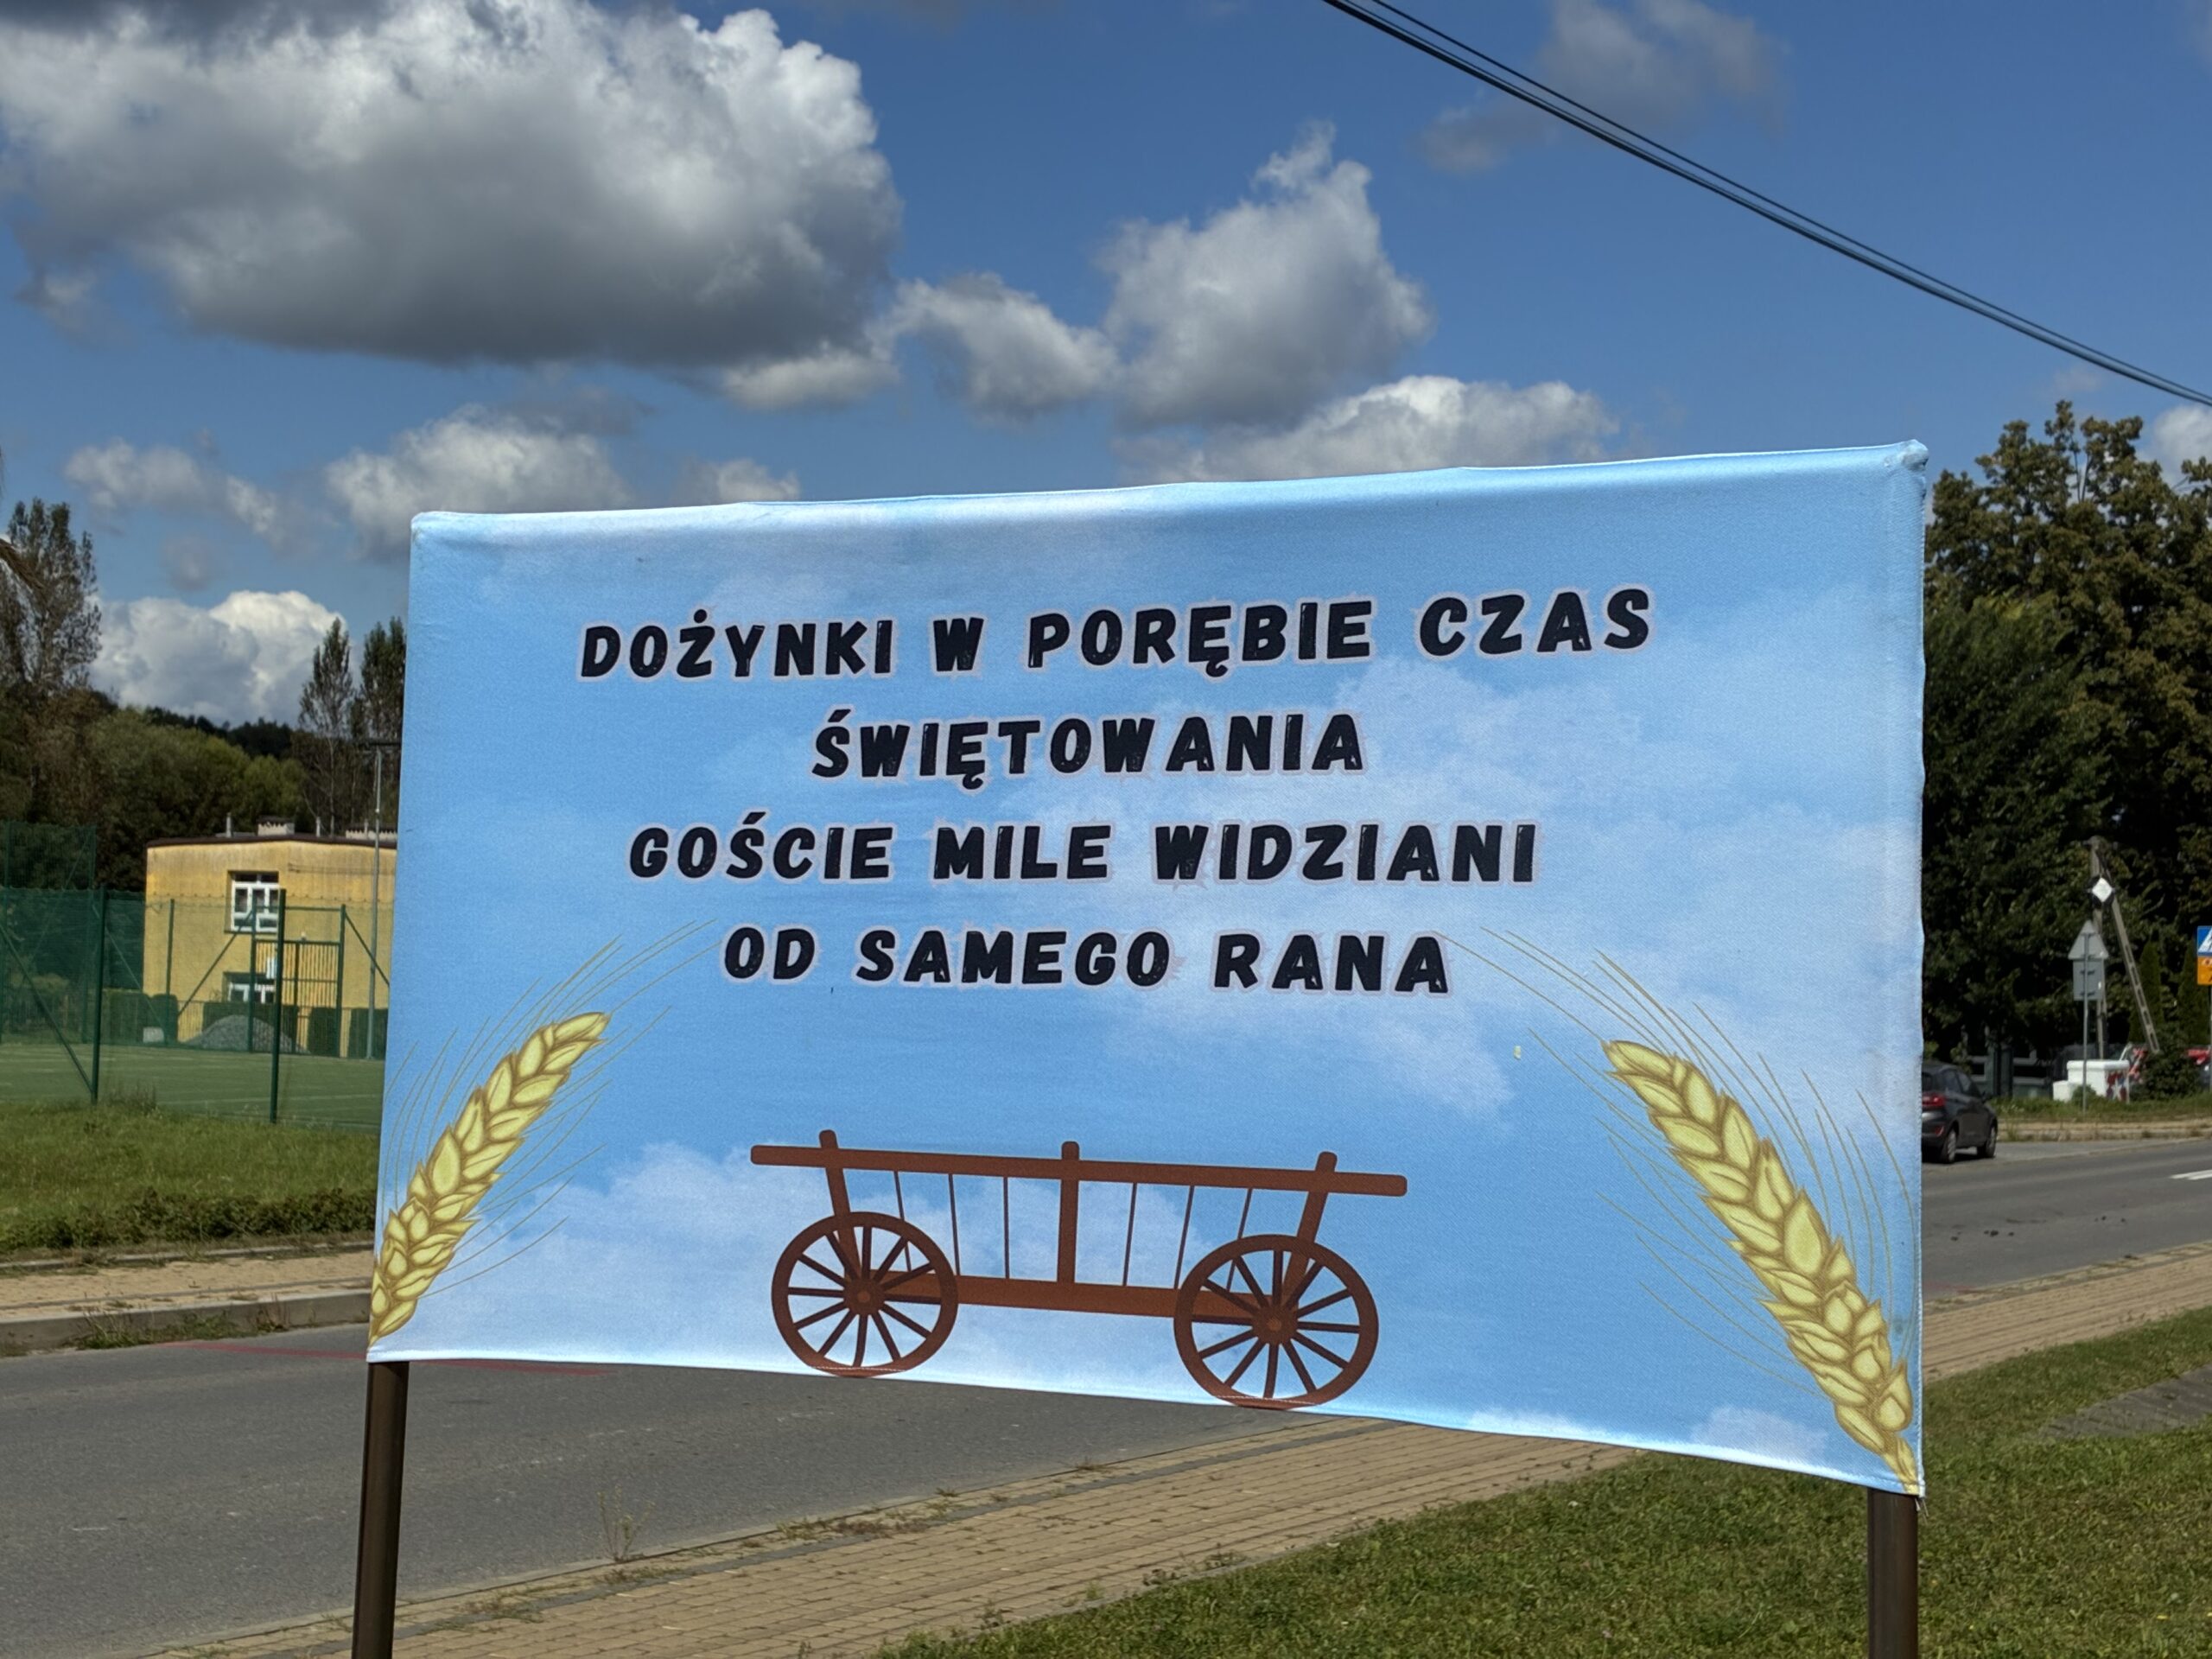 DOŻYNKI W PORĘBIE CZAS
ŚWIĘTOWANIA
GOŚCIE MILE WIDZIANI
OD SAMEGO RANA